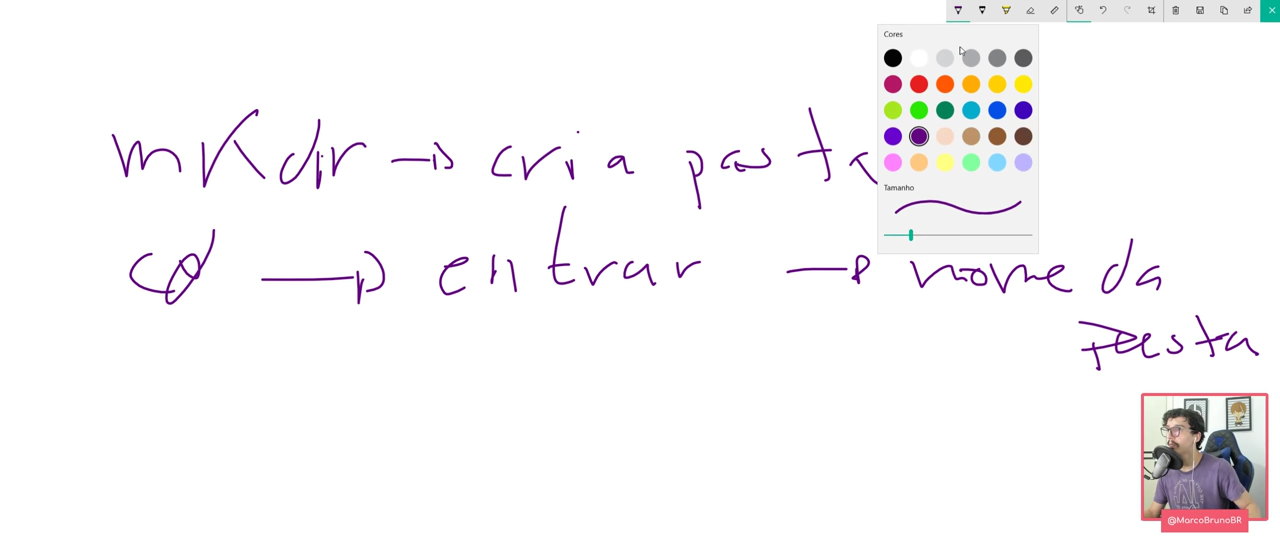 Cores
mkdir → cria pasta
Tamanho
cd → entrar → nome da
pasta
@MarcoBrunoBR